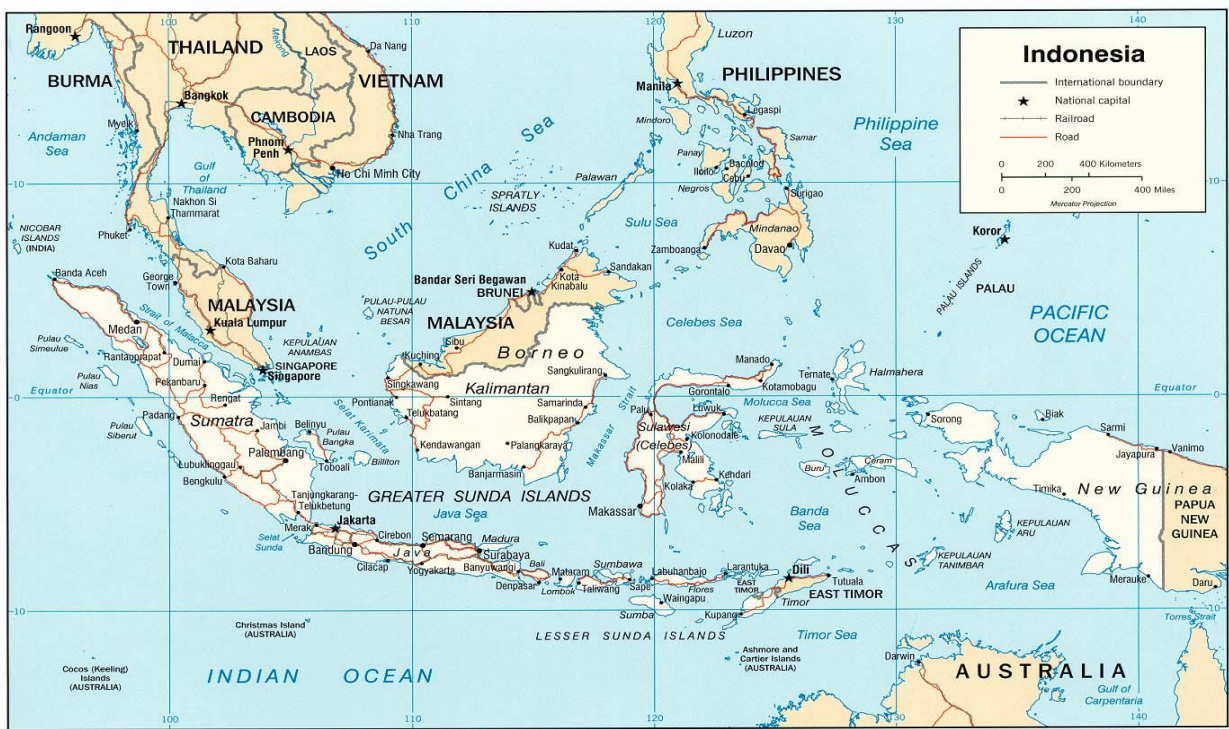 100
110
120
130
140
Indonesia
International boundary
National capital
Railroad
Road
0 200 400 Kilometers
0 200 400 Miles
Mercator Projection
Rangoon
THAILAND
LAOS
Mekong
Da Nang
VIETNAM
BURMA
Bangkok
CAMBODIA
Phnom
Penh
Nha Trang
Ho Chi Minh City
Myeik
Andaman
Sea
Gulf
of
Thailand
Nakhon Si
Thammarat
Phuket
NICOBAR
ISLANDS
(INDIA)
Luzon
PHILIPPINES
Manila
Legaspi
Mindoro
Samar
Panay
Iloilo
Bacolod
Cebu
Negros
Surigao
Palawan
Sulu Sea
Mindanao
Davao
Zamboanga
Philippine
Sea
South China Sea
SPRATLY
ISLANDS
Koror
PALAU ISLANDS
PALAU
PACIFIC
OCEAN
10
Banda Aceh
George
Town
Kota Baharu
MALAYSIA
Kuala Lumpur
Strait of Malacca
Medan
Pulau
Simeulue
Rantauprapat
Dumai
Pulau
Nias
Pekanbaru
KEPULAUAN
ANAMBAS
SINGAPORE
Singapore
PULAU-PULAU
NATUNA
BESAR
Kudat
Sandakan
Kota
Kinabalu
Bandar Seri Begawan
BRUNEI
MALAYSIA
Sibu
Kuching
Borneo
Celebes Sea
Equator
0
Equator
0
Rengat
Padang
Sumatra
Jambi
Pulau
Siberut
Belinyu
Pulau
Bangka
Palembang
Toboali
Billiton
Selat Karimata
Lubuklinggau
Bengkulu
Tanjungkarang-
Telukbetung
Singkawang
Pontianak
Sintang
Kalimantan
Sangkulirang
Samarinda
Balikpapan
Telukbatang
Kendawangan
Palangkaraya
Banjarmasin
Makassar Strait
Manado
Gorontalo
Kotamobagu
Ternate
Halmahera
Molucca Sea
Palu
Luwuk
KEPULAUAN
SULA
Sulawesi
(Celebes)
Kolonodale
Malili
Kendari
Kolaka
Makassar
MOLUCCAS
Buru
Ceram
Ambon
Sorong
Biak
Sarmi
Jayapura
Vanimo
Timika
New Guinea
PAPUA
NEW
GUINEA
GREATER SUNDA ISLANDS
Java Sea
Banda
Sea
KEPULAUAN
ARU
KEPULAUAN
TANIMBAR
Merauke
Daru
Arafura Sea
Torres Strait
Merak
Jakarta
Selat
Sunda
Bandung
Cirebon
Semarang
Madura
Java
Surabaya
Cilacap
Yogyakarta
Banyuwangi
Bali
Denpasar
Mataram
Lombok
Sumbawa
Taliwang
Sape
Labuhanbajo
Flores
Larantuka
EAST
TIMOR
Dili
Tutuala
EAST TIMOR
Timor
Waingapu
Sumba
Kupang
10
10
LESSER SUNDA ISLANDS
Timor Sea
Christmas Island
(AUSTRALIA)
Cocos (Keeling)
Islands
(AUSTRALIA)
INDIAN OCEAN
Ashmore and
Cartier Islands
(AUSTRALIA)
Darwin
AUSTRALIA
Gulf of
Carpentaria
100
110
120
130
140